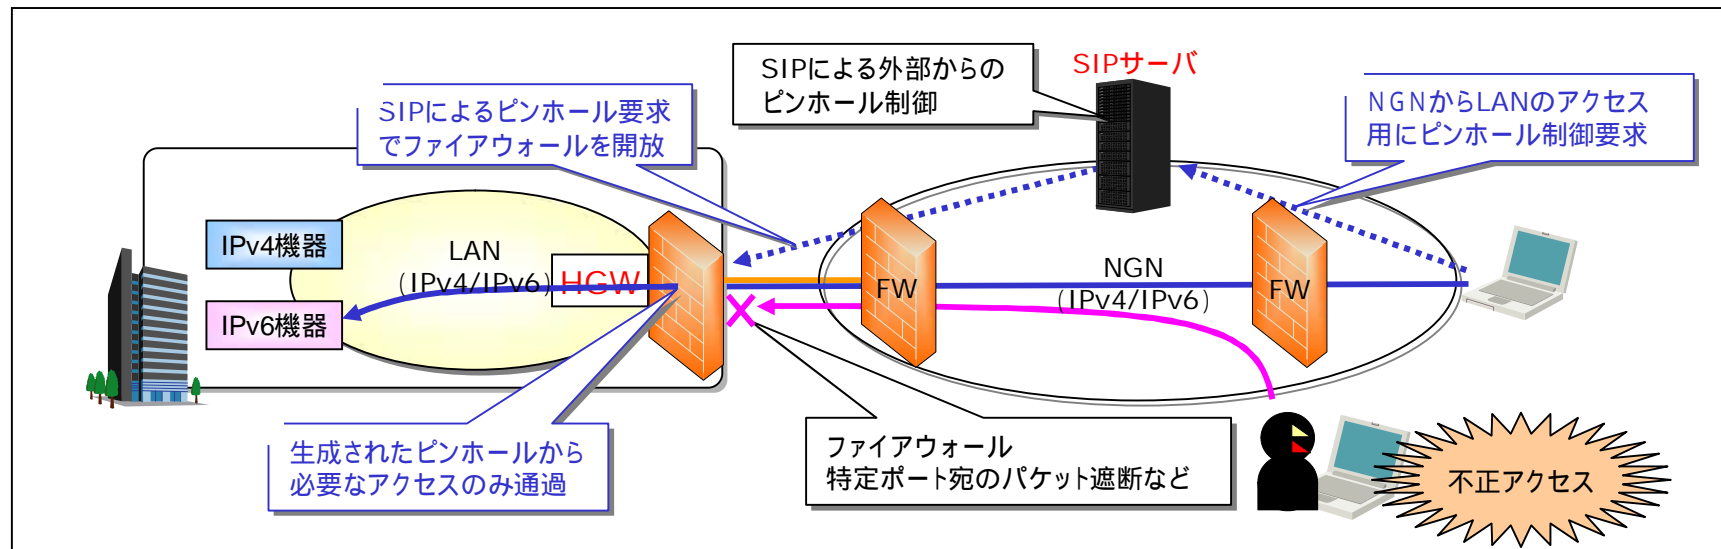 SIPによる外部からの
ピンホール制御
SIPサーバ
NGNからLANのアクセス
用にピンホール制御要求
SIPによるピンホール要求
でファイアウォールを開放
IPv4機器
LAN
(IPv4/IPv6)
HGW
IPv6機器
FW
NGN
(IPv4/IPv6)
FW
生成されたピンホールから
必要なアクセスのみ通過
ファイアウォール
特定ポート宛のパケット遮断など
不正アクセス